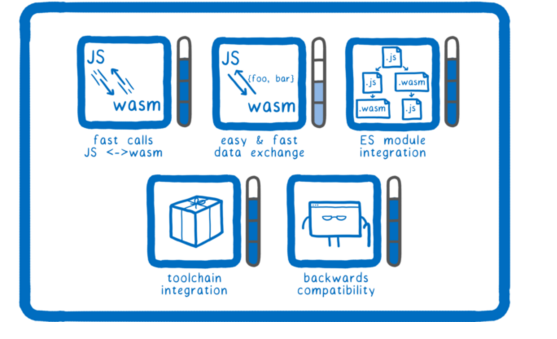 JS
wasm
fast calls
JS <->wasm
JS
{foo, bar}
wasm
easy & fast
data exchange
.js
.js
.wasm
.wasm
.js
ES module
integration
toolchain
integration
backwards
compatibility